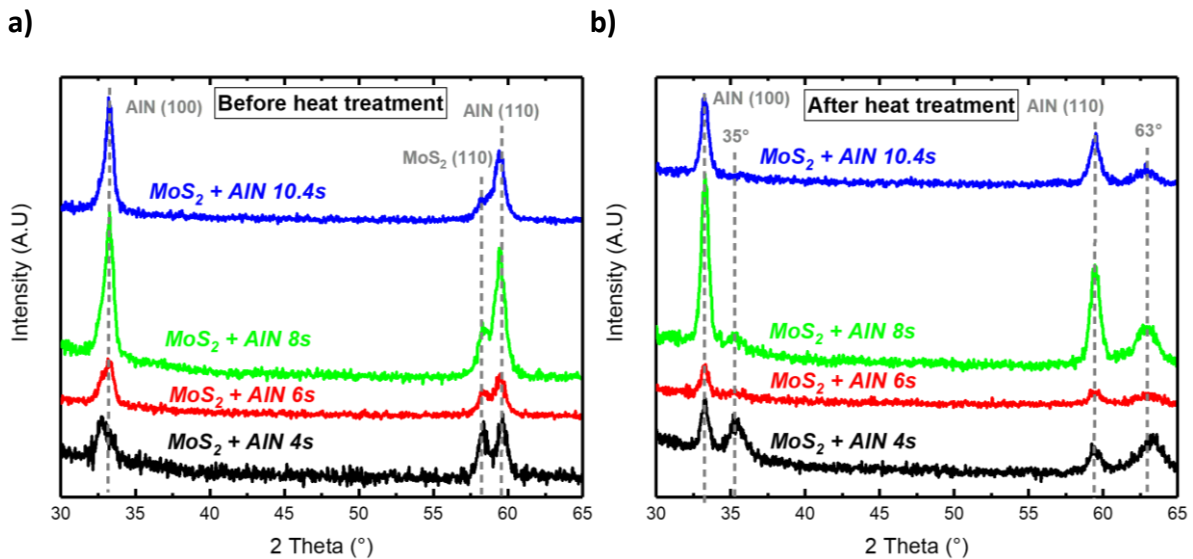 a)
Before heat treatment
AlN (100)
AlN (110)
MoS2 (110)
MoS2 + AlN 10.4s
MoS2 + AlN 8s
MoS2 + AlN 6s
MoS2 + AlN 4s
Intensity (A.U)
30 35 40 45 50 55 60 65
2 Theta (°)
b)
After heat treatment
AlN (100)
35°
AlN (110)
63°
MoS2 + AlN 10.4s
MoS2 + AlN 8s
MoS2 + AlN 6s
MoS2 + AlN 4s
Intensity (A.U)
30 35 40 45 50 55 60 65
2 Theta (°)